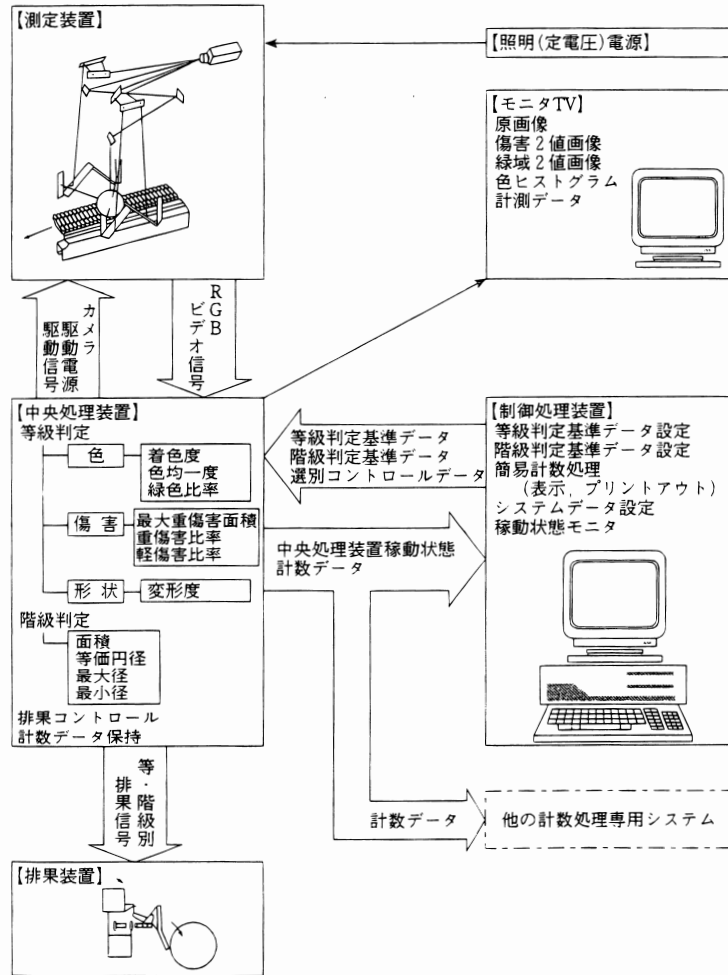 【測定装置】
【照明(定電圧)電源】
【モニタTV】
原画像
傷害2値画像
緑域2値画像
色ヒストグラム
計測データ
カメラ
駆動電源
駆動信号
RGB
ビデオ信号
【中央処理装置】
等級判定
色
着色度
色均一度
緑色比率
傷害
最大重傷害面積
重傷害比率
軽傷害比率
形状
変形度
階級判定
面積
等価円径
最大径
最小径
排果コントロール
計数データ保持
等級判定基準データ
階級判定基準データ
選別コントロールデータ
中央処理装置稼動状態
計数データ
【制御処理装置】
等級判定基準データ設定
階級判定基準データ設定
簡易計数処理
(表示,プリントアウト)
システムデータ設定
稼動状態モニタ
等・階級別
排果信号
計数データ
他の計数処理専用システム
【排果装置】